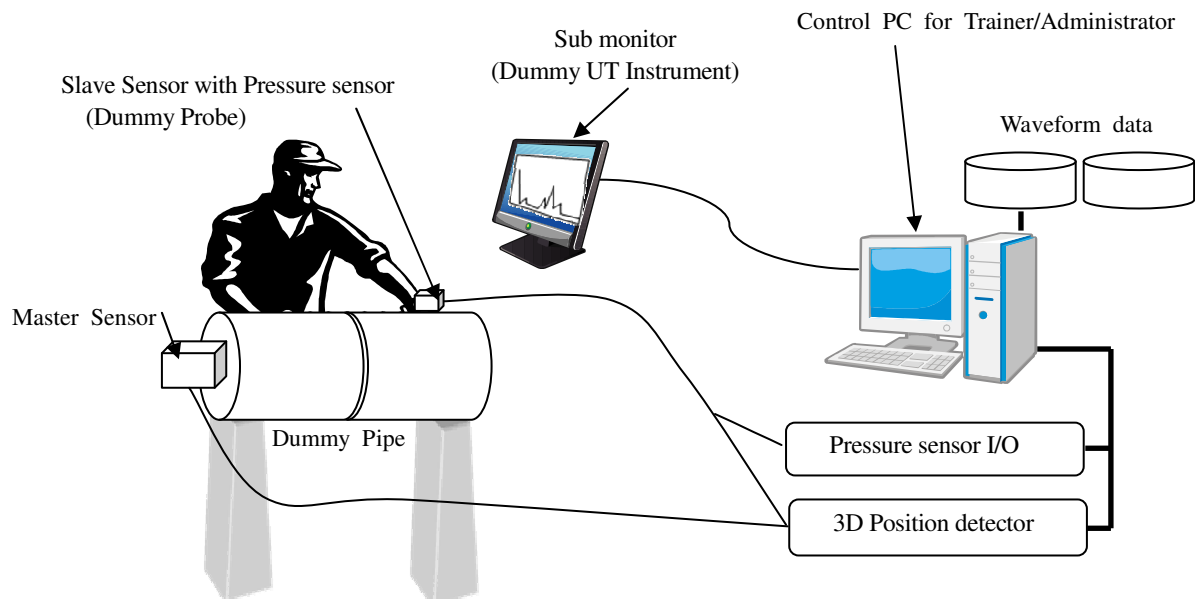 Control PC for Trainer/Administrator
Sub monitor
(Dummy UT Instrument)
Slave Sensor with Pressure sensor
(Dummy Probe)
Waveform data
Master Sensor
Dummy Pipe
Pressure sensor I/O
3D Position detector